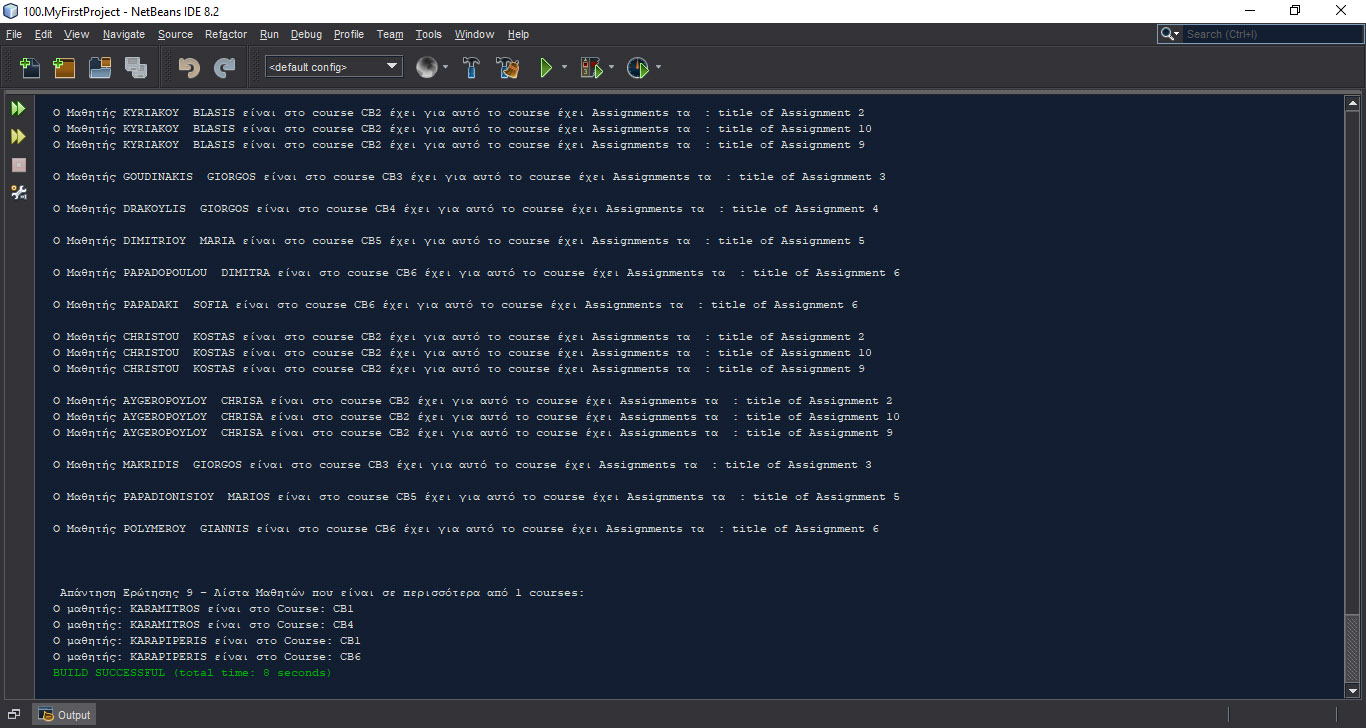 100.MyFirstProject - NetBeans IDE 8.2
File Edit View Navigate Source Refactor Run Debug Profile Team Tools Window Help
Search (Ctrl+I)
<default config>
Ο Μαθητής KYRIAKOY  BLASIS είναι στο course CB2 έχει για αυτό το course έχει Assignments τα  : title of Assignment 2
Ο Μαθητής KYRIAKOY  BLASIS είναι στο course CB2 έχει για αυτό το course έχει Assignments τα  : title of Assignment 10
Ο Μαθητής KYRIAKOY  BLASIS είναι στο course CB2 έχει για αυτό το course έχει Assignments τα  : title of Assignment 9
Ο Μαθητής GOUDINAKIS  GIORGOS είναι στο course CB3 έχει για αυτό το course έχει Assignments τα  : title of Assignment 3
Ο Μαθητής DRAKOYLIS  GIORGOS είναι στο course CB4 έχει για αυτό το course έχει Assignments τα  : title of Assignment 4
Ο Μαθητής DIMITRIOY  MARIA είναι στο course CB5 έχει για αυτό το course έχει Assignments τα  : title of Assignment 5
Ο Μαθητής PAPADOPOULOU  DIMITRA είναι στο course CB6 έχει για αυτό το course έχει Assignments τα  : title of Assignment 6
Ο Μαθητής PAPADAKI  SOFIA είναι στο course CB6 έχει για αυτό το course έχει Assignments τα  : title of Assignment 6
Ο Μαθητής CHRISTOU  KOSTAS είναι στο course CB2 έχει για αυτό το course έχει Assignments τα  : title of Assignment 2
Ο Μαθητής CHRISTOU  KOSTAS είναι στο course CB2 έχει για αυτό το course έχει Assignments τα  : title of Assignment 10
Ο Μαθητής CHRISTOU  KOSTAS είναι στο course CB2 έχει για αυτό το course έχει Assignments τα  : title of Assignment 9
Ο Μαθητής AYGEROPOYLOY  CHRISA είναι στο course CB2 έχει για αυτό το course έχει Assignments τα  : title of Assignment 2
Ο Μαθητής AYGEROPOYLOY  CHRISA είναι στο course CB2 έχει για αυτό το course έχει Assignments τα  : title of Assignment 10
Ο Μαθητής AYGEROPOYLOY  CHRISA είναι στο course CB2 έχει για αυτό το course έχει Assignments τα  : title of Assignment 9
Ο Μαθητής MAKRIDIS  GIORGOS είναι στο course CB3 έχει για αυτό το course έχει Assignments τα  : title of Assignment 3
Ο Μαθητής PAPADIONISIOY  MARIOS είναι στο course CB5 έχει για αυτό το course έχει Assignments τα  : title of Assignment 5
Ο Μαθητής POLYMEROY  GIANNIS είναι στο course CB6 έχει για αυτό το course έχει Assignments τα  : title of Assignment 6
Απάντηση Ερώτησης 9 - Λίστα Μαθητών που είναι σε περισσότερα από 1 courses:
Ο μαθητής: KARAMITROS είναι στο Course: CB1
Ο μαθητής: KARAMITROS είναι στο Course: CB4
Ο μαθητής: KARAPIPERIS είναι στο Course: CB1
Ο μαθητής: KARAPIPERIS είναι στο Course: CB6
BUILD SUCCESSFUL (total time: 8 seconds)
Output